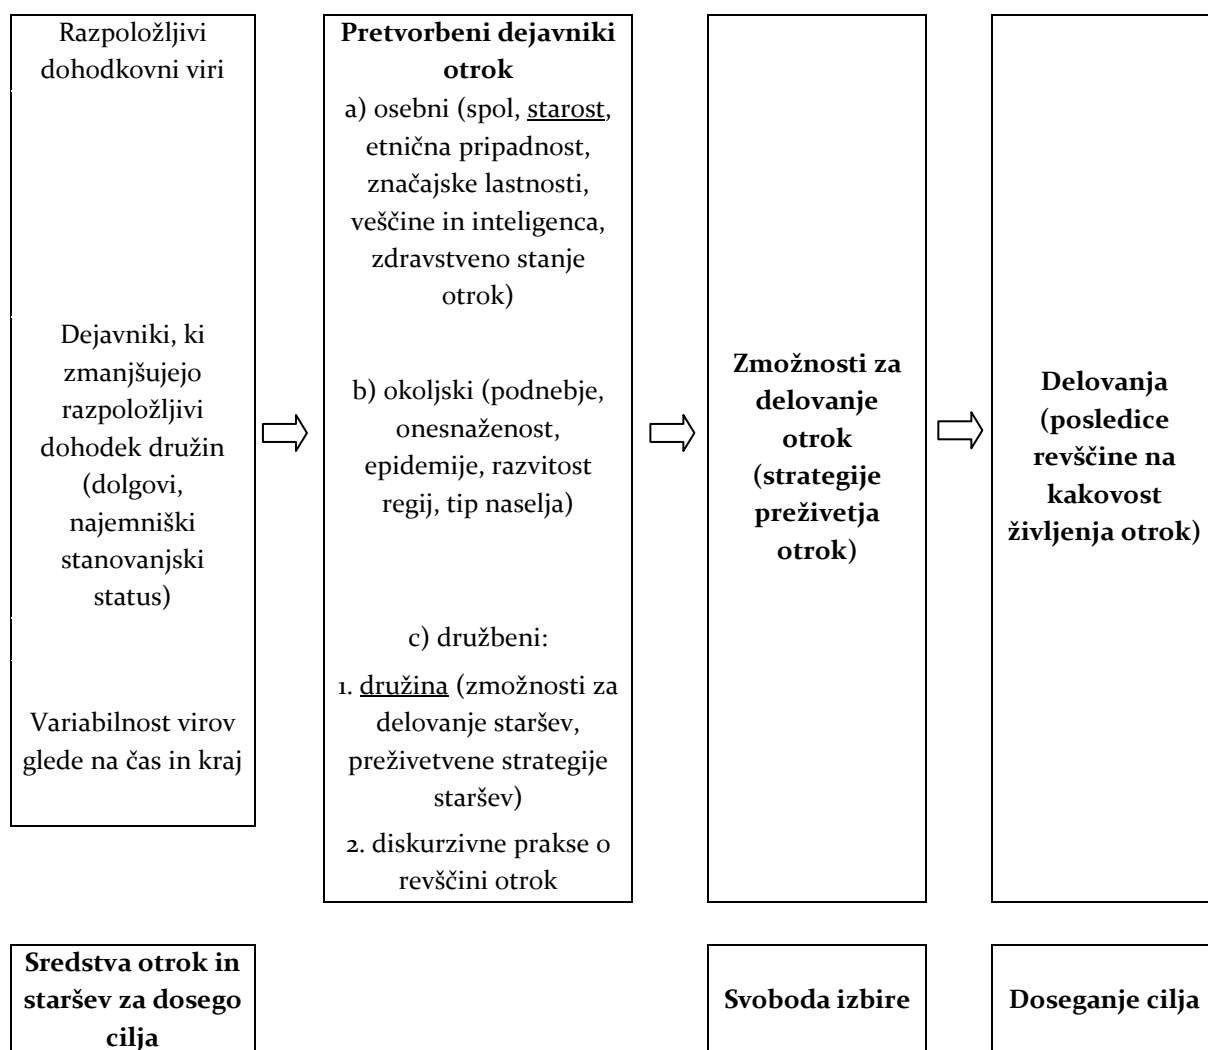 Razpoložljivi
dohodkovni viri
Dejavniki, ki
zmanjšujejo
razpoložljivi
dohodek družin
(dolgovi,
najemniški
stanovanjski
status)
Variabilnost virov
glede na čas in kraj
Pretvorbeni dejavniki
otrok
a) osebni (spol, starost,
etnična pripadnost,
značajske lastnosti,
veščine in inteligenca,
zdravstveno stanje
otrok)
b) okoljski (podnebje,
onesnaženost,
epidemije, razvitost
regij, tip naselja)
c) družbeni:
1. družina (zmožnosti za
delovanje staršev,
preživetvene strategije
staršev)
2. diskurzivne prakse o
revščini otrok
Zmožnosti za
delovanje
otrok
(strategije
preživetja
otrok)
Delovanja
(posledice
revščine na
kakovost
življenja otrok)
Sredstva otrok in
staršev za dosego
cilja
Svoboda izbire
Doseganje cilja